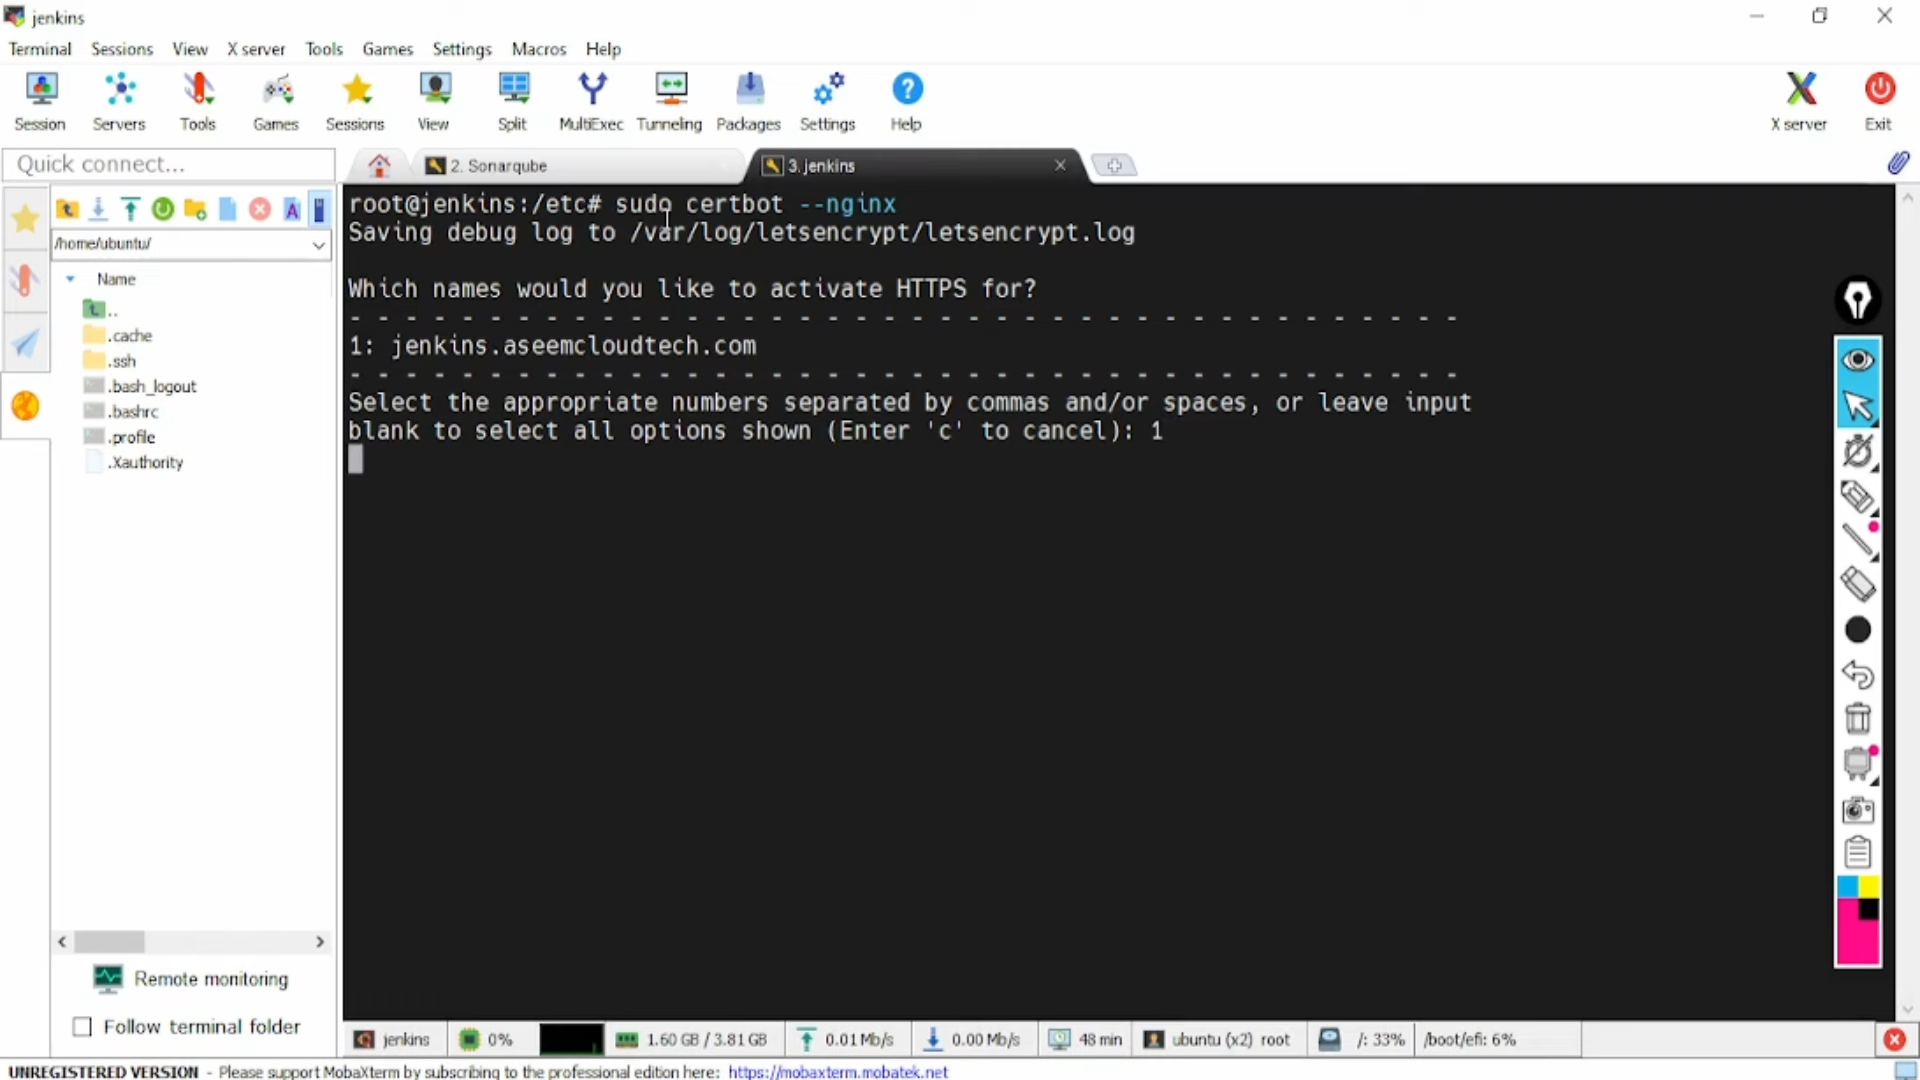 jenkins
Terminal Sessions View X server Tools Games Settings Macros Help
Session Servers Tools Games Sessions View Split MultiExec Tunneling Packages Settings Help X server Exit
Quick connect...
2. Sonarqube
3. jenkins
/home/ubuntu/
Name
..
.cache
.ssh
.bash_logout
.bashrc
.profile
.Xauthority
Remote monitoring
Follow terminal folder
root@jenkins:/etc# sudo certbot --nginx
Saving debug log to /var/log/letsencrypt/letsencrypt.log
Which names would you like to activate HTTPS for?
- - - - - - - - - - - - - - - - - - - - - - - - - - - - - - - - - - - - - - - -
1: jenkins.aseemcloudtech.com
- - - - - - - - - - - - - - - - - - - - - - - - - - - - - - - - - - - - - - - -
Select the appropriate numbers separated by commas and/or spaces, or leave input
blank to select all options shown (Enter 'c' to cancel): 1
jenkins 0% 1.60 GB / 3.81 GB 0.01 Mb/s 0.00 Mb/s 48 min ubuntu (x2) root /: 33% /boot/efi: 6%
UNREGISTERED VERSION - Please support MobaXterm by subscribing to the professional edition here: https://mobaxterm.mobatek.net